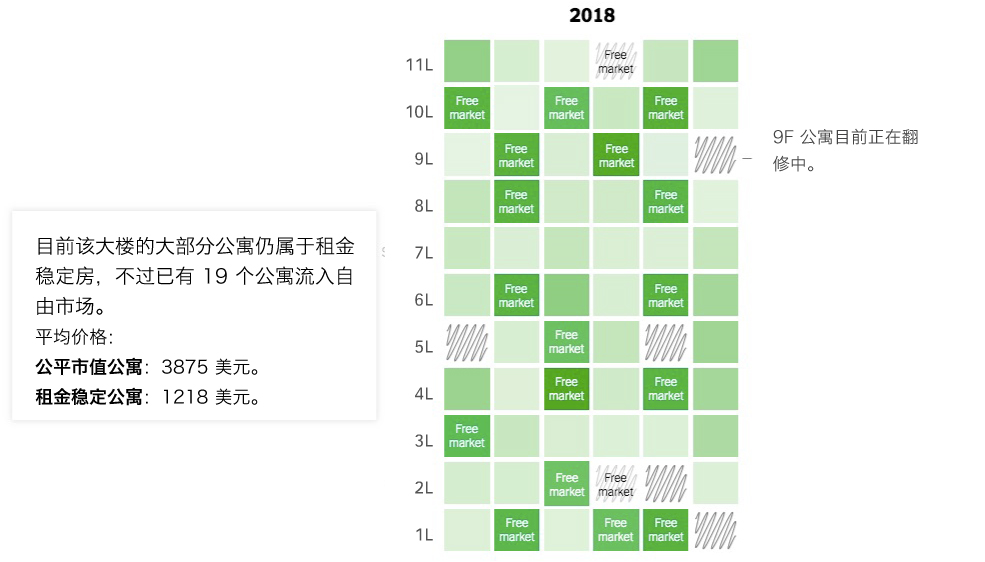 2018
11L
Free
market
10L
Free
market
Free
market
Free
market
9L
Free
market
Free
market
9F 公寓目前正在翻
修中。
8L
Free
market
Free
market
7L
6L
Free
market
Free
market
5L
Free
market
4L
Free
market
Free
market
3L
Free
market
2L
Free
market
Free
market
1L
Free
market
Free
market
Free
market
目前该大楼的大部分公寓仍属于租金
稳定房，不过已有 19 个公寓流入自
由市场。
平均价格：
公平市值公寓：3875 美元。
租金稳定公寓：1218 美元。